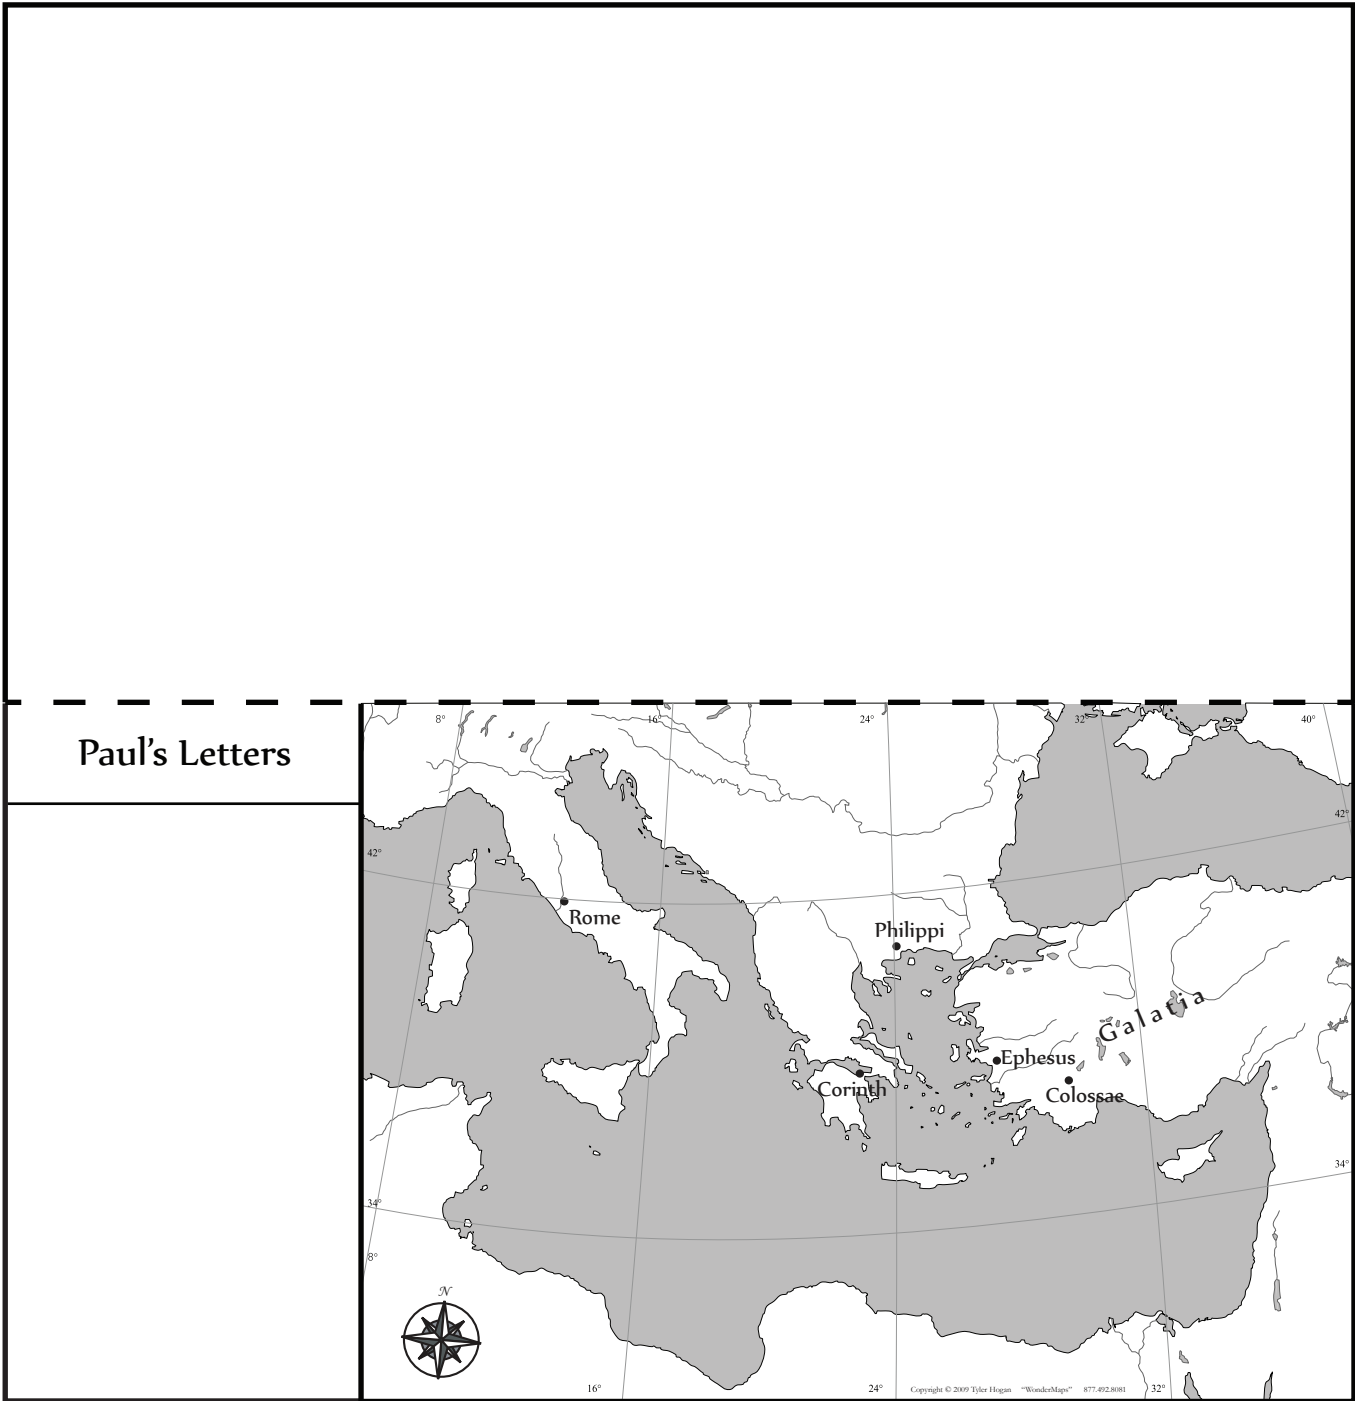 Paul's Letters
8°
16°
24°
32°
40°
42°
42°
Rome
Philippi
Galatia
Ephesus
Corinth
Colossae
34°
34°
8°
N
16°
24°
Copyright © 2009 Tyler Hogan "WonderMaps" 877.492.8081
32°